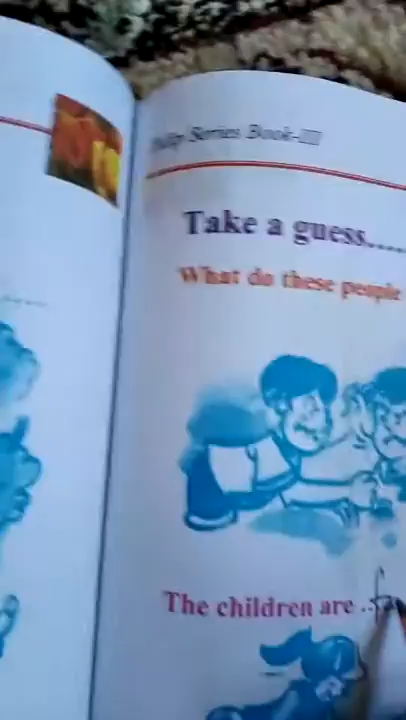 Series Book-III
Take a guess.....
What do these people
The children are ..